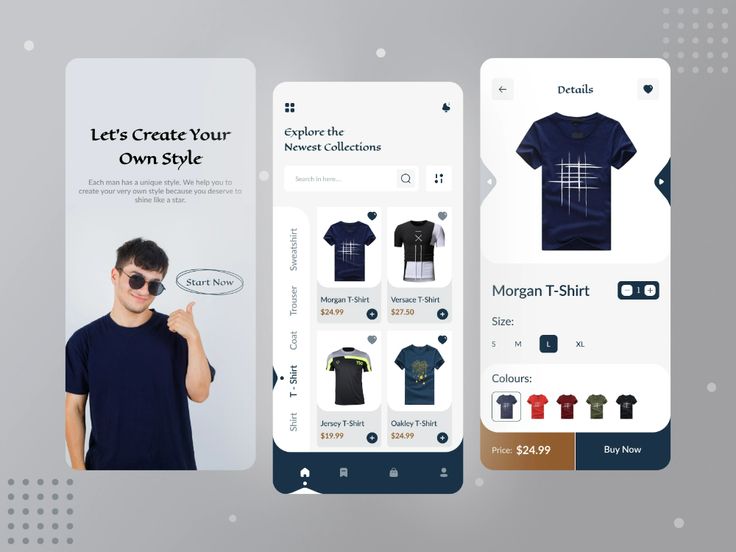 Let's Create Your
Own Style
Each man has a unique style. We help you to
create your very own style because you deserve to
shine like a star.
Start Now
Explore the
Newest Collections
Search in here...
Sweatshirt
Trouser
Coat
T - Shirt
Shirt
Morgan T-Shirt
$24.99
Versace T-Shirt
$27.50
Jersey T-Shirt
$19.99
Oakley T-Shirt
$24.99
Details
Morgan T-Shirt
1
Size:
S M L XL
Colours:
Price: $24.99
Buy Now